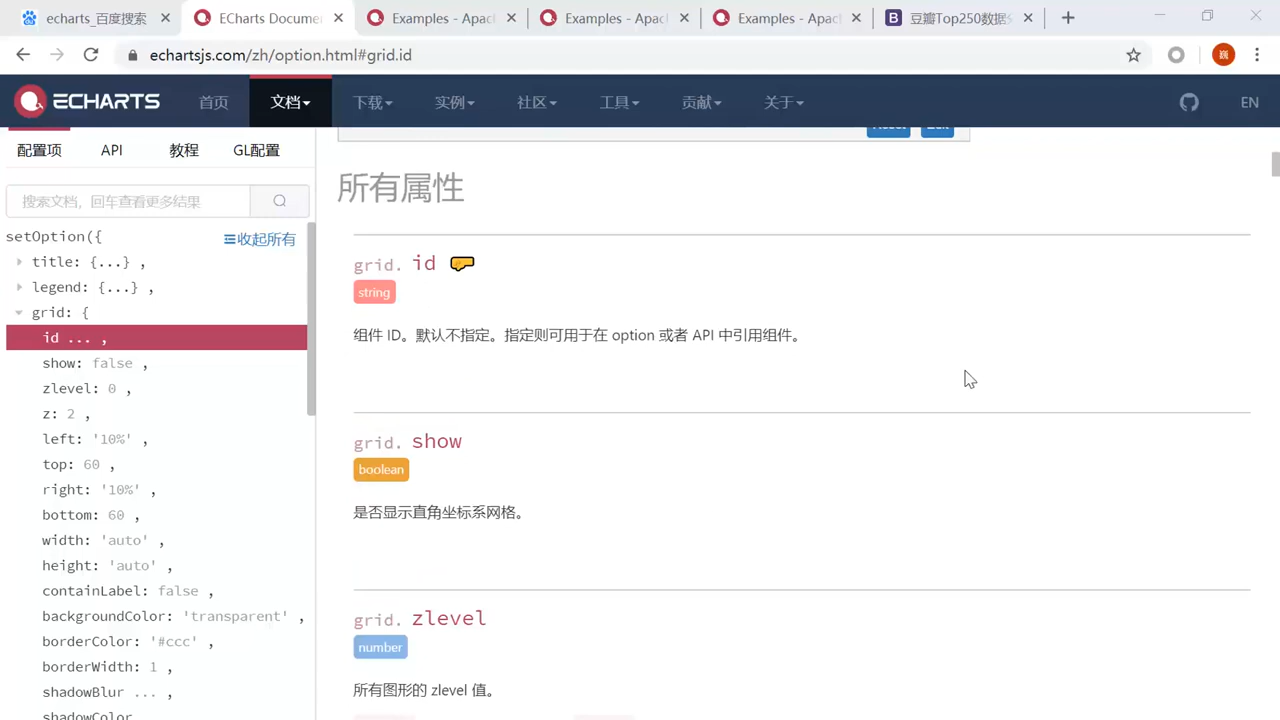 echarts_百度搜索
ECharts Docume
Examples - Apac
Examples - Apac
Examples - Apac
豆瓣Top250数据分
echartsjs.com/zh/option.html#grid.id
巍
ECHARTS
首页
文档
下载
实例
社区
工具
贡献
关于
EN
配置项
API
教程
GL配置
搜索文档，回车查看更多结果
setOption({
收起所有
title: {...} ,
legend: {...} ,
grid: {
id ... ,
show: false ,
zlevel: 0 ,
z: 2 ,
left: '10%' ,
top: 60 ,
right: '10%' ,
bottom: 60 ,
width: 'auto' ,
height: 'auto' ,
containLabel: false ,
backgroundColor: 'transparent' ,
borderColor: '#ccc' ,
borderWidth: 1 ,
shadowBlur ... ,
shadowColor
所有属性
grid. id
string
组件 ID。默认不指定。指定则可用于在 option 或者 API 中引用组件。
grid. show
boolean
是否显示直角坐标系网格。
grid. zlevel
number
所有图形的 zlevel 值。